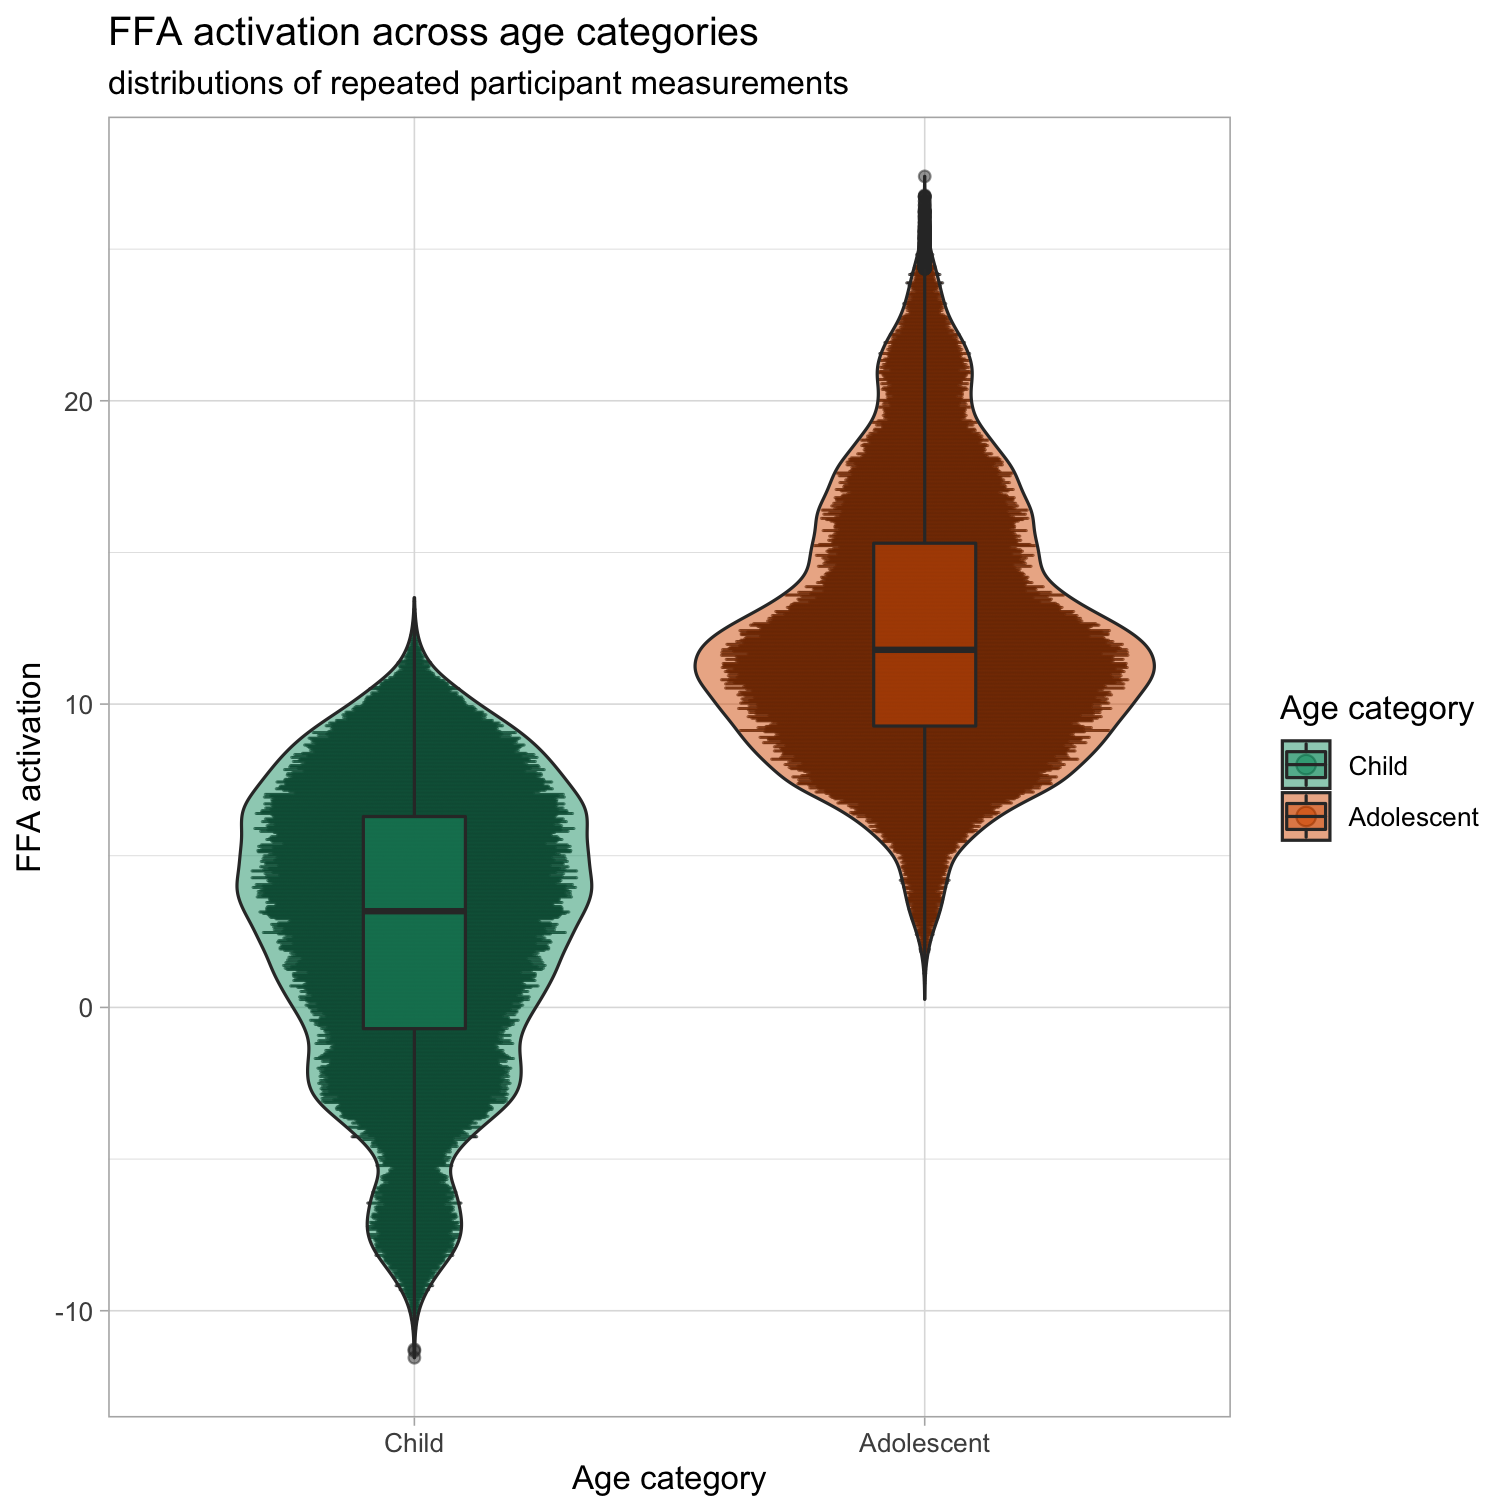 FFA activation across age categories
distributions of repeated participant measurements
FFA activation
20
10
0
-10
Child
Adolescent
Age category
Age category
Child
Adolescent